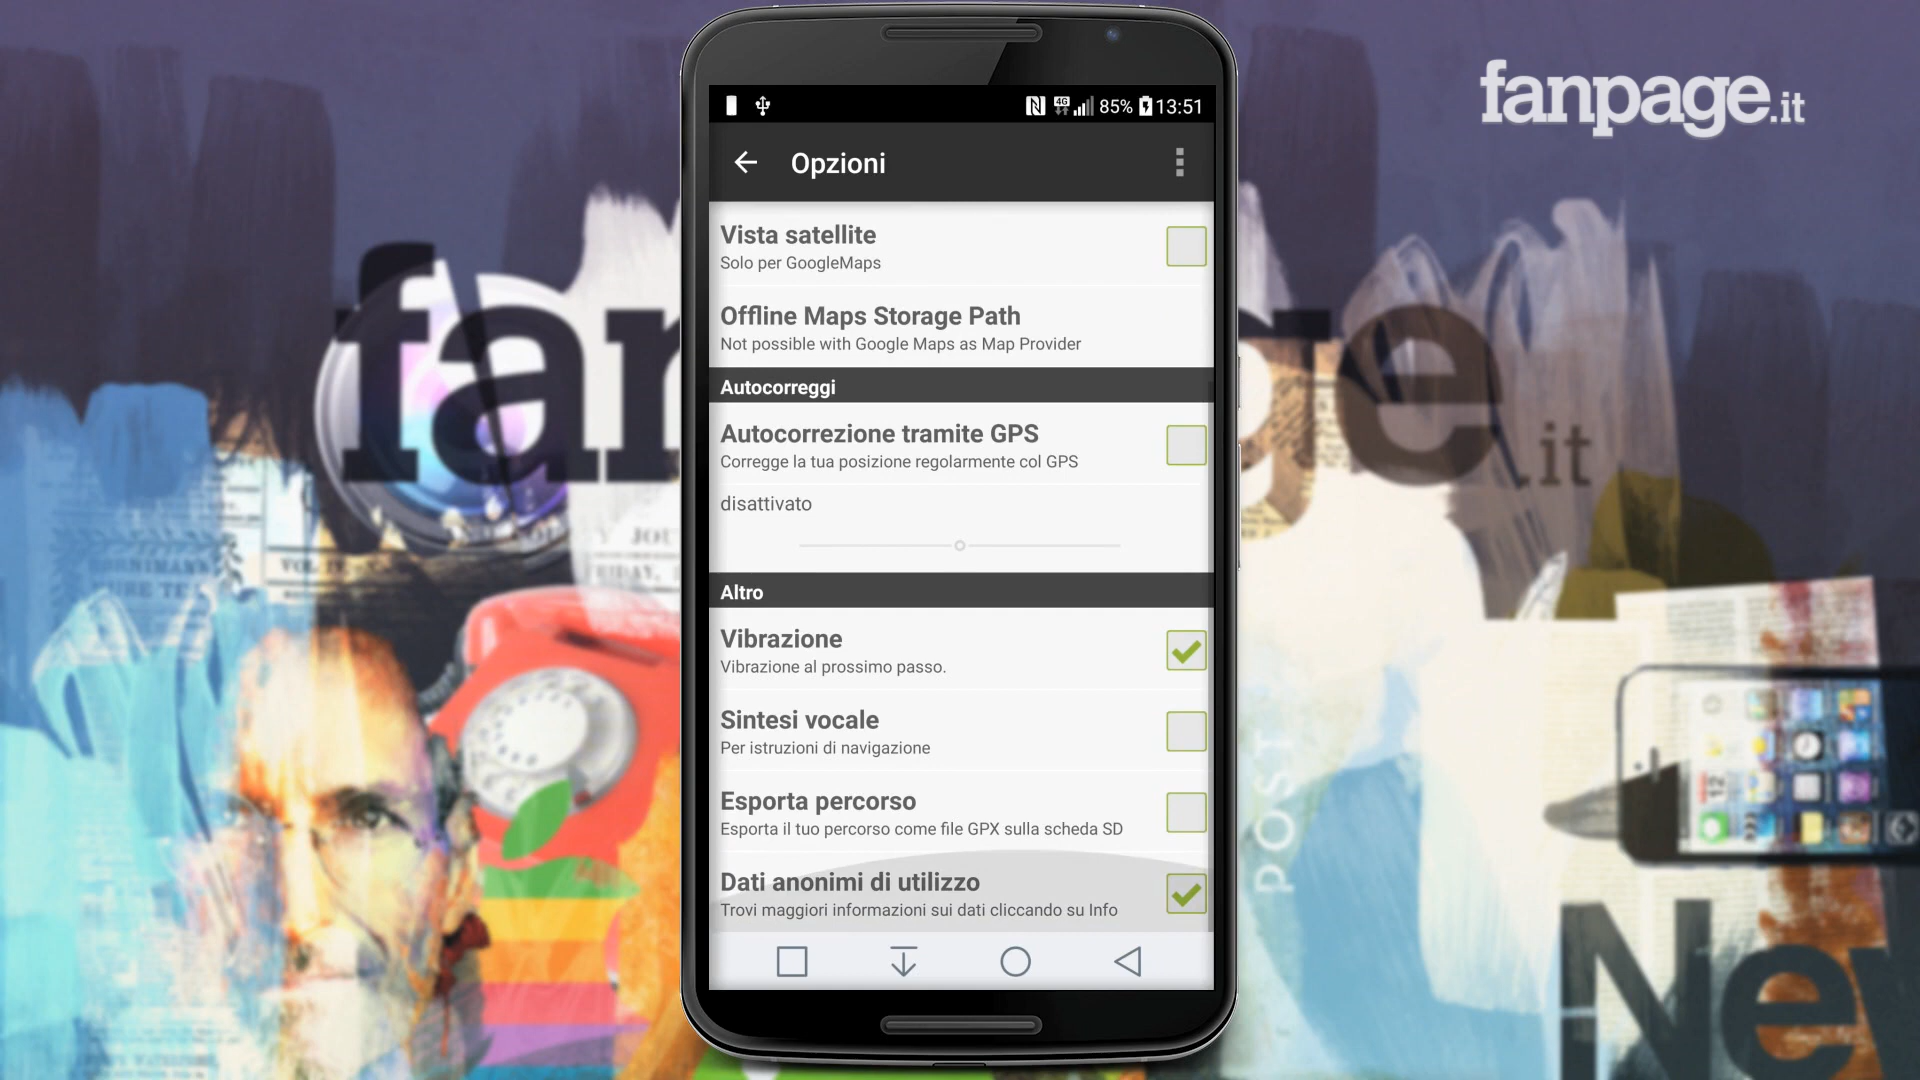 fanpage.it
85% 13:51
Opzioni
Vista satellite
Solo per GoogleMaps
Offline Maps Storage Path
Not possible with Google Maps as Map Provider
Autocorreggi
Autocorrezione tramite GPS
Corregge la tua posizione regolarmente col GPS
disattivato
Altro
Vibrazione
Vibrazione al prossimo passo.
Sintesi vocale
Per istruzioni di navigazione
Esporta percorso
Esporta il tuo percorso come file GPX sulla scheda SD
Dati anonimi di utilizzo
Trovi maggiori informazioni sui dati cliccando su Info
POST